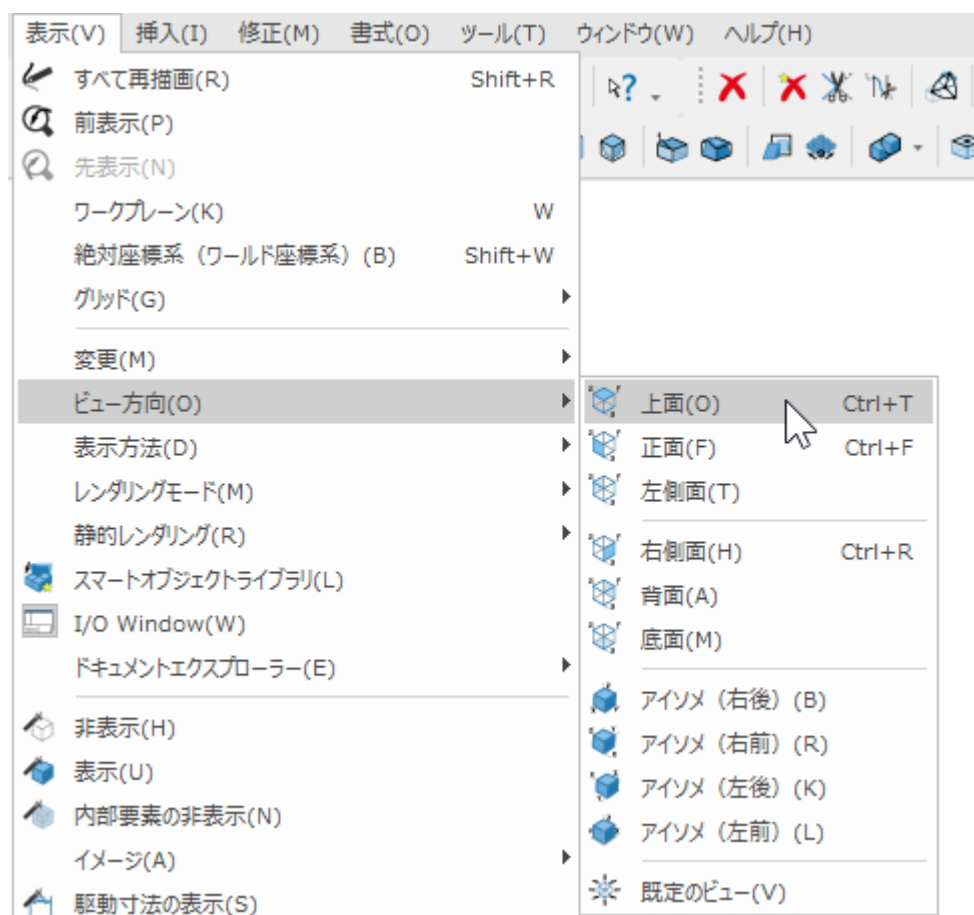 表示(V) 挿入(I) 修正(M) 書式(O) ツール(T) ウィンドウ(W) ヘルプ(H)
すべて再描画(R) Shift+R
前表示(P)
先表示(N)
ワークプレーン(K) W
絶対座標系（ワールド座標系）(B) Shift+W
グリッド(G)
変更(M)
ビュー方向(O)
表示方法(D)
レンダリングモード(M)
静的レンダリング(R)
スマートオブジェクトライブラリ(L)
I/O Window(W)
ドキュメントエクスプローラー(E)
非表示(H)
表示(U)
内部要素の非表示(N)
イメージ(A)
駆動寸法の表示(S)
上面(O) Ctrl+T
正面(F) Ctrl+F
左側面(T)
右側面(H) Ctrl+R
背面(A)
底面(M)
アイソメ（右後）(B)
アイソメ（右前）(R)
アイソメ（左後）(K)
アイソメ（左前）(L)
既定のビュー(V)